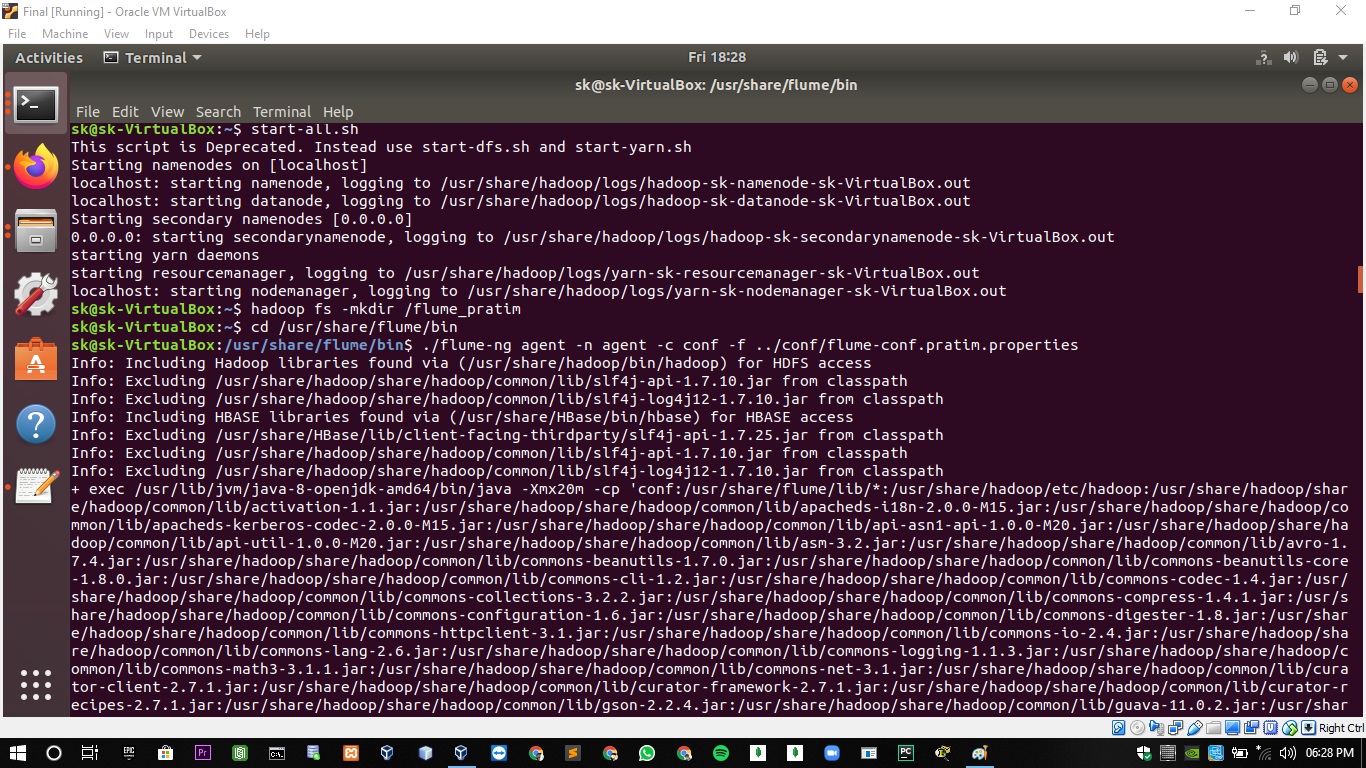 Final [Running] - Oracle VM VirtualBox
File Machine View Input Devices Help
Activities Terminal Fri 18:28
sk@sk-VirtualBox: /usr/share/flume/bin
File Edit View Search Terminal Help
sk@sk-VirtualBox:~$ start-all.sh
This script is Deprecated. Instead use start-dfs.sh and start-yarn.sh
Starting namenodes on [localhost]
localhost: starting namenode, logging to /usr/share/hadoop/logs/hadoop-sk-namenode-sk-VirtualBox.out
localhost: starting datanode, logging to /usr/share/hadoop/logs/hadoop-sk-datanode-sk-VirtualBox.out
Starting secondary namenodes [0.0.0.0]
0.0.0.0: starting secondarynamenode, logging to /usr/share/hadoop/logs/hadoop-sk-secondarynamenode-sk-VirtualBox.out
starting yarn daemons
starting resourcemanager, logging to /usr/share/hadoop/logs/yarn-sk-resourcemanager-sk-VirtualBox.out
localhost: starting nodemanager, logging to /usr/share/hadoop/logs/yarn-sk-nodemanager-sk-VirtualBox.out
sk@sk-VirtualBox:~$ hadoop fs -mkdir /flume_pratim
sk@sk-VirtualBox:~$ cd /usr/share/flume/bin
sk@sk-VirtualBox:/usr/share/flume/bin$ ./flume-ng agent -n agent -c conf -f ../conf/flume-conf.pratim.properties
Info: Including Hadoop libraries found via (/usr/share/hadoop/bin/hadoop) for HDFS access
Info: Excluding /usr/share/hadoop/share/hadoop/common/lib/slf4j-api-1.7.10.jar from classpath
Info: Excluding /usr/share/hadoop/share/hadoop/common/lib/slf4j-log4j12-1.7.10.jar from classpath
Info: Including HBASE libraries found via (/usr/share/HBase/bin/hbase) for HBASE access
Info: Excluding /usr/share/HBase/lib/client-facing-thirdparty/slf4j-api-1.7.25.jar from classpath
Info: Excluding /usr/share/hadoop/share/hadoop/common/lib/slf4j-api-1.7.10.jar from classpath
Info: Excluding /usr/share/hadoop/share/hadoop/common/lib/slf4j-log4j12-1.7.10.jar from classpath
+ exec /usr/lib/jvm/java-8-openjdk-amd64/bin/java -Xmx20m -cp 'conf:/usr/share/flume/lib/*:/usr/share/hadoop/etc/hadoop:/usr/share/hadoop/shar
e/hadoop/common/lib/activation-1.1.jar:/usr/share/hadoop/share/hadoop/common/lib/apacheds-i18n-2.0.0-M15.jar:/usr/share/hadoop/share/hadoop/co
mmon/lib/apacheds-kerberos-codec-2.0.0-M15.jar:/usr/share/hadoop/share/hadoop/common/lib/api-asn1-api-1.0.0-M20.jar:/usr/share/hadoop/share/ha
doop/common/lib/api-util-1.0.0-M20.jar:/usr/share/hadoop/share/hadoop/common/lib/asm-3.2.jar:/usr/share/hadoop/share/hadoop/common/lib/avro-1.
7.4.jar:/usr/share/hadoop/share/hadoop/common/lib/commons-beanutils-1.7.0.jar:/usr/share/hadoop/share/hadoop/common/lib/commons-beanutils-core
-1.8.0.jar:/usr/share/hadoop/share/hadoop/common/lib/commons-cli-1.2.jar:/usr/share/hadoop/share/hadoop/common/lib/commons-codec-1.4.jar:/usr/
share/hadoop/share/hadoop/common/lib/commons-collections-3.2.2.jar:/usr/share/hadoop/share/hadoop/common/lib/commons-compress-1.4.1.jar:/usr/s
hare/hadoop/share/hadoop/common/lib/commons-configuration-1.6.jar:/usr/share/hadoop/share/hadoop/common/lib/commons-digester-1.8.jar:/usr/shar
e/hadoop/share/hadoop/common/lib/commons-httpclient-3.1.jar:/usr/share/hadoop/share/hadoop/common/lib/commons-io-2.4.jar:/usr/share/hadoop/sha
re/hadoop/common/lib/commons-lang-2.6.jar:/usr/share/hadoop/share/hadoop/common/lib/commons-logging-1.1.3.jar:/usr/share/hadoop/share/hadoop/c
ommon/lib/commons-math3-3.1.1.jar:/usr/share/hadoop/share/hadoop/common/lib/commons-net-3.1.jar:/usr/share/hadoop/share/hadoop/common/lib/cura
tor-client-2.7.1.jar:/usr/share/hadoop/share/hadoop/common/lib/curator-framework-2.7.1.jar:/usr/share/hadoop/share/hadoop/common/lib/curator-r
ecipes-2.7.1.jar:/usr/share/hadoop/share/hadoop/common/lib/gson-2.2.4.jar:/usr/share/hadoop/share/hadoop/common/lib/guava-11.0.2.jar:/usr/shar
Right Ctrl
EPIC Pr PC 06:28 PM